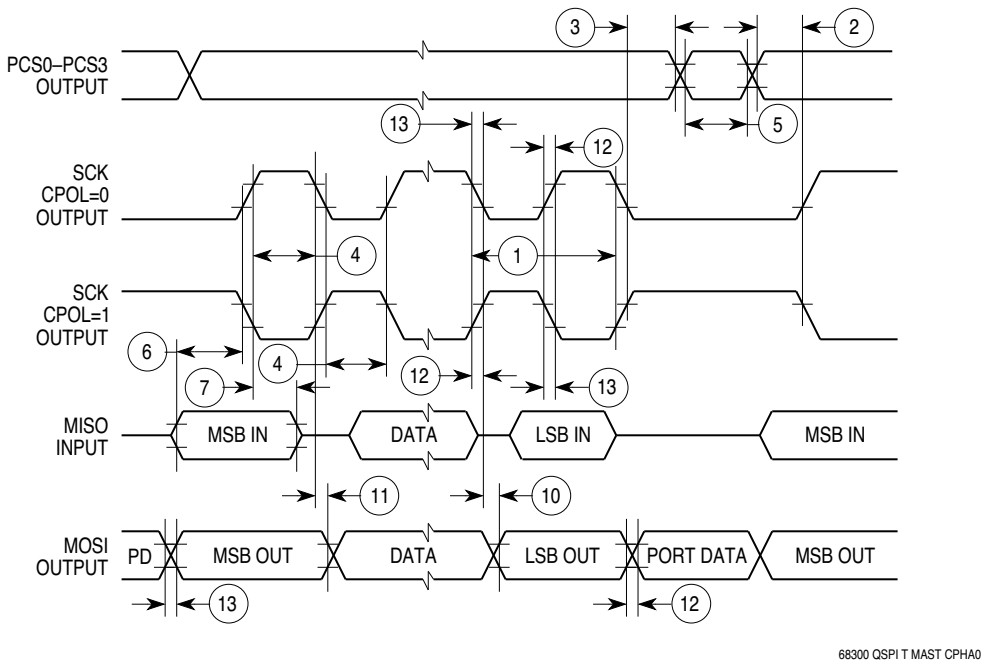 3
2
PCS0–PCS3
OUTPUT
5
13
12
SCK
CPOL=0
OUTPUT
4
1
SCK
CPOL=1
OUTPUT
6
4
12
13
7
MISO
INPUT
MSB IN
DATA
LSB IN
MSB IN
11
10
MOSI
OUTPUT
PD
MSB OUT
DATA
LSB OUT
PORT DATA
MSB OUT
13
12
68300 QSPI T MAST CPHA0